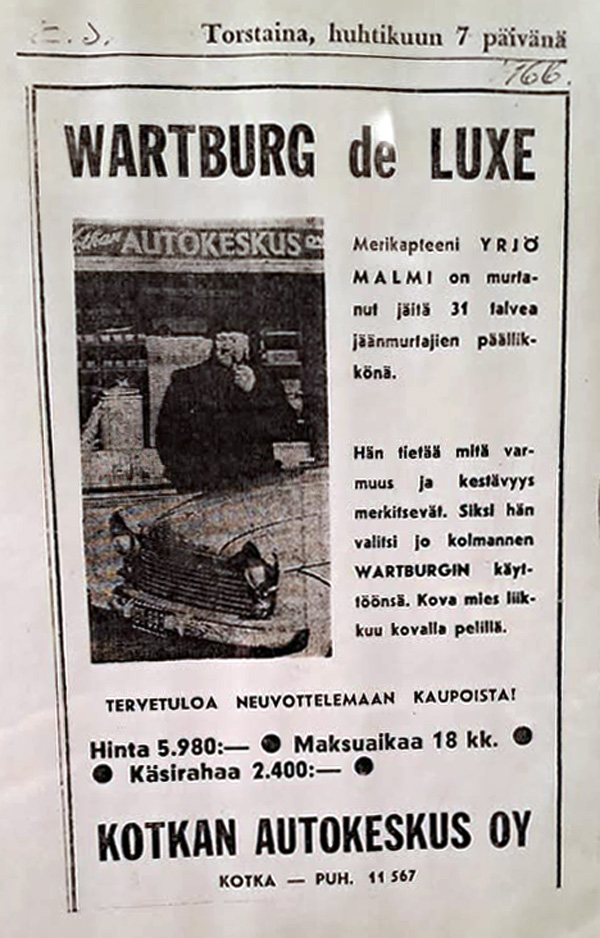 E. S.
Torstaina, huhtikuun 7 päivänä
'66.
WARTBURG de LUXE
Kotkan AUTOKESKUS OY
Merikapteeni YRJÖ
MALMI on murta-
nut jäitä 31 talvea
jäänmurtajien päällik-
könä.
Hän tietää mitä var-
muus ja kestävyys
merkitsevät. Siksi hän
valitsi jo kolmannen
WARTBURGIN käyt-
töönsä. Kova mies liik-
kuu kovalla pelillä.
TERVETULOA NEUVOTTELEMAAN KAUPOISTA!
Hinta 5.980:— ● Maksuaikaa 18 kk. ●
● Käsirahaa 2.400:— ●
KOTKAN AUTOKESKUS OY
KOTKA — PUH. 11 567